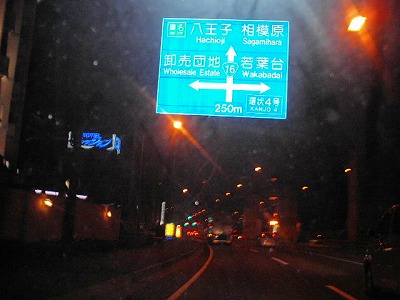 八王子 相模原
Hachioji Sagamihara
卸売団地 若葉台
Wholesale Estate Wakabadai
16
250m
環状4号
KANJO 4
HOTEL